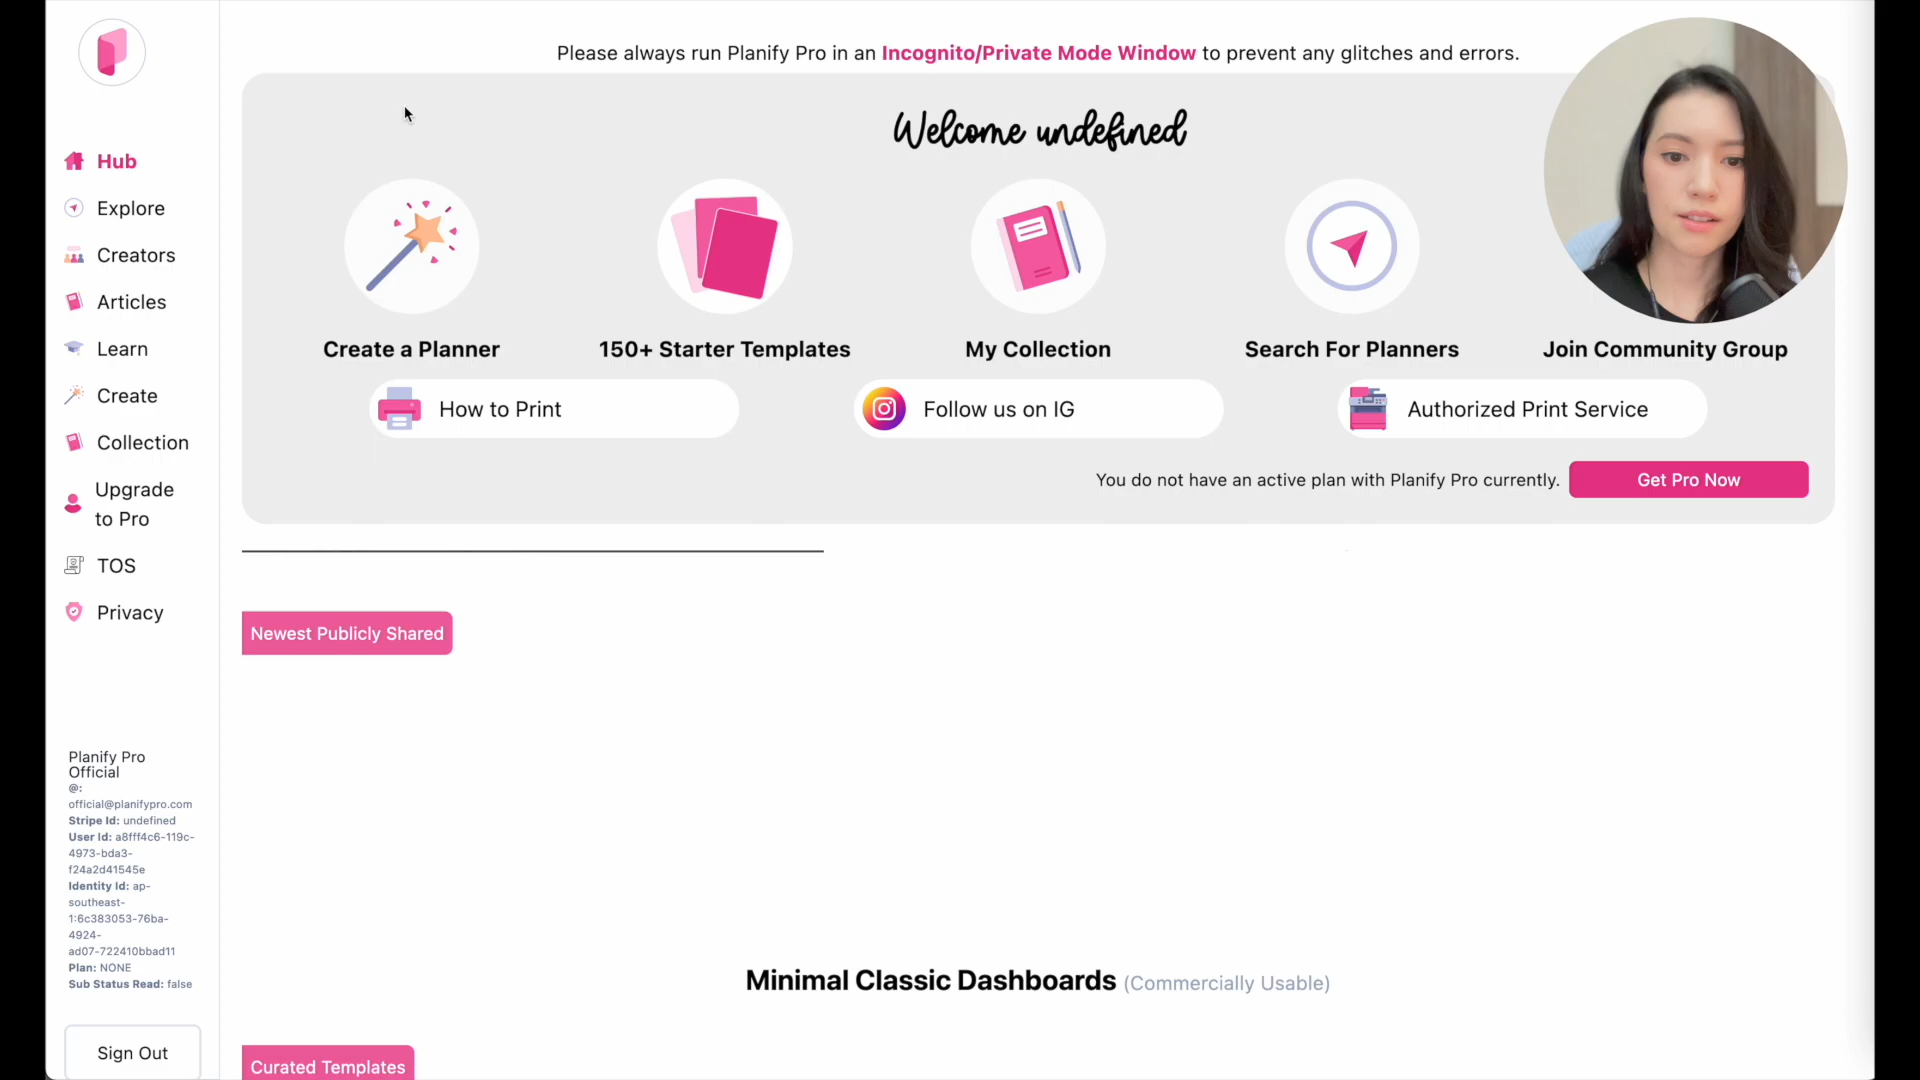 Please always run Planify Pro in an Incognito/Private Mode Window to prevent any glitches and errors.
Welcome undefined
Hub
Explore
Creators
Articles
Learn
Create
Collection
Upgrade
to Pro
TOS
Privacy
Create a Planner
150+ Starter Templates
My Collection
Search For Planners
Join Community Group
How to Print
Follow us on IG
Authorized Print Service
You do not have an active plan with Planify Pro currently.
Get Pro Now
Newest Publicly Shared
Planify Pro
Official
@:
official@planifypro.com
Stripe Id: undefined
User Id: a8fff4c6-119c-
4973-bda3-
f24a2d41545e
Identity Id: ap-
southeast-
1:6c383053-76ba-
4924-
ad07-722410bbad11
Plan: NONE
Sub Status Read: false
Sign Out
Minimal Classic Dashboards (Commercially Usable)
Curated Templates